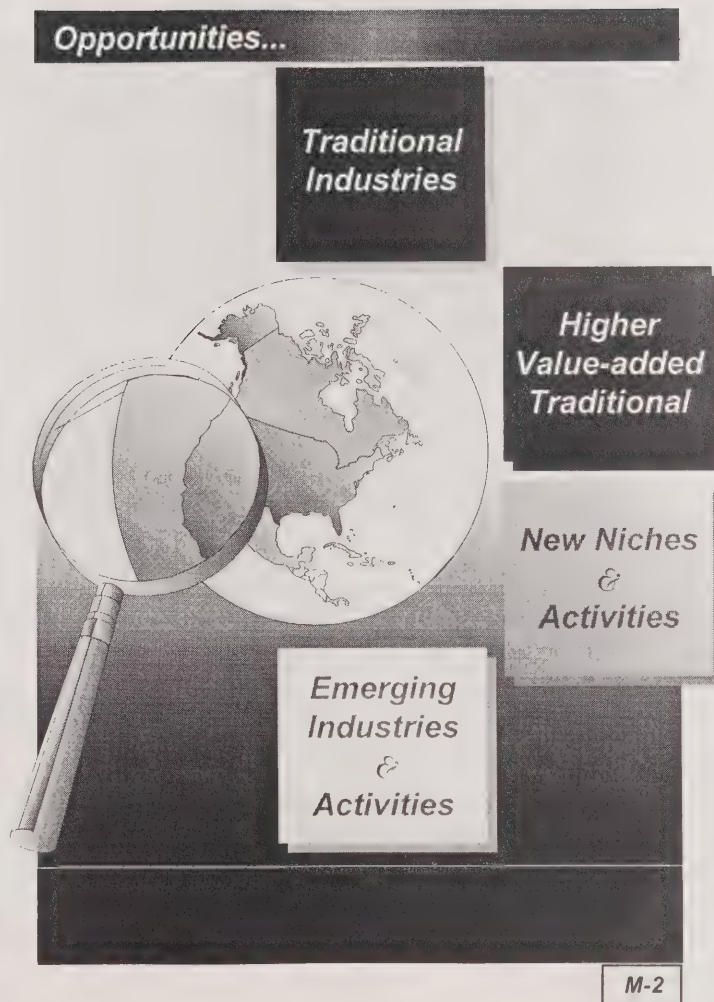 Opportunities...
Traditional
Industries
Higher
Value-added
Traditional
New Niches
&
Activities
Emerging
Industries
&
Activities
M-2